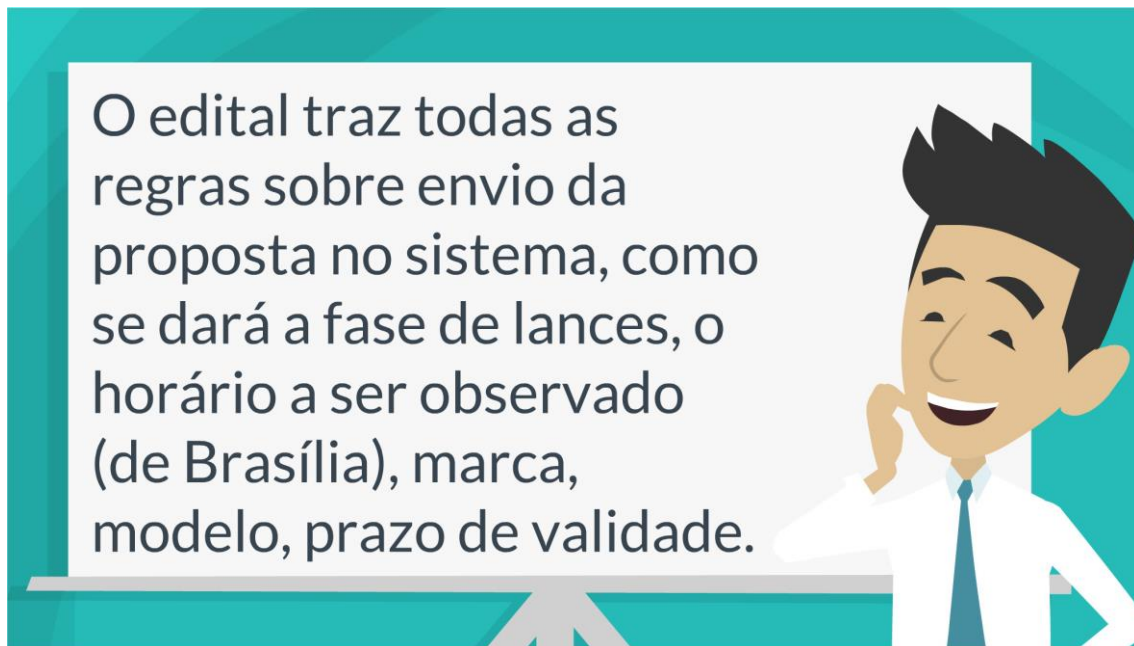 O edital traz todas as
regras sobre envio da
proposta no sistema, como
se dará a fase de lances, o
horário a ser observado
(de Brasília), marca,
modelo, prazo de validade.